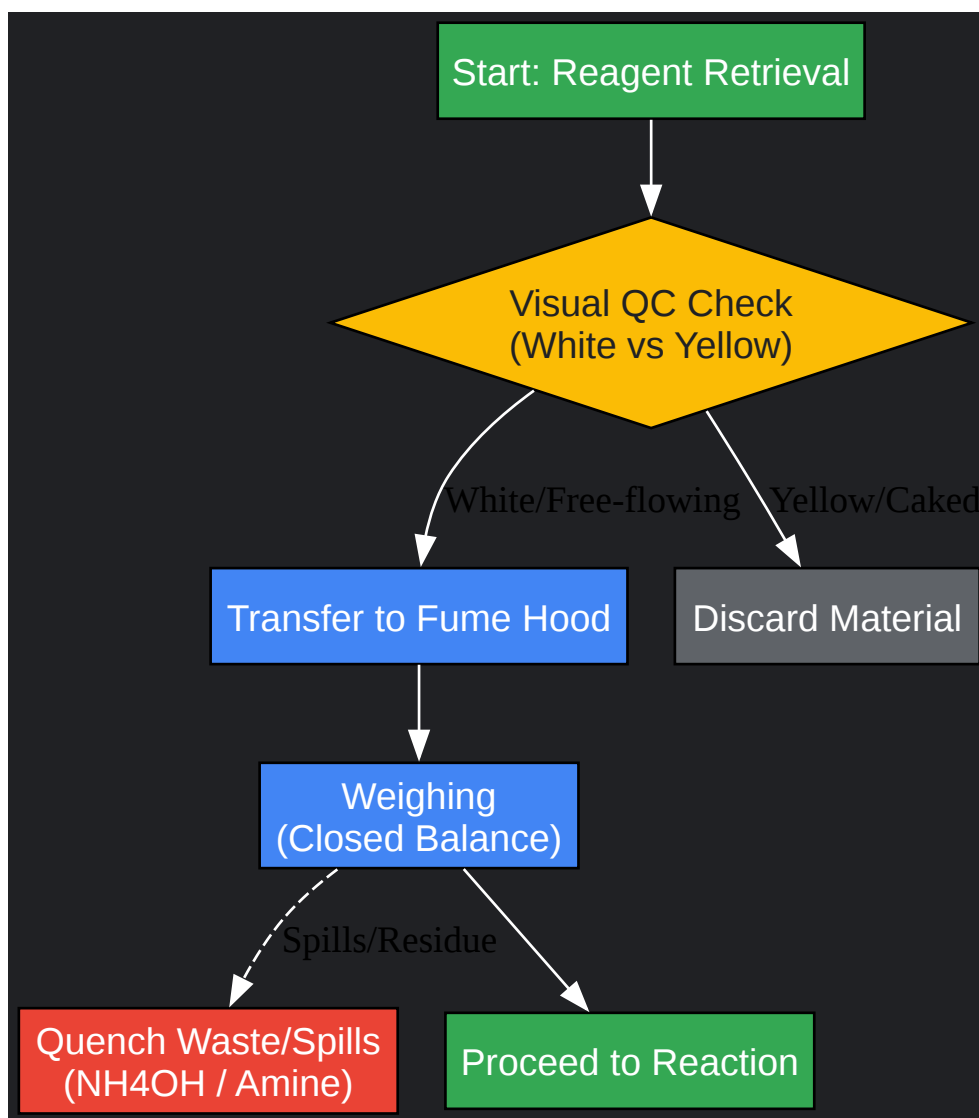 Start: Reagent Retrieval
Visual QC Check
(White vs Yellow)
White/Free-flowing
Yellow/Caked
Transfer to Fume Hood
Discard Material
Weighing
(Closed Balance)
Spills/Residue
Quench Waste/Spills
(NH4OH / Amine)
Proceed to Reaction